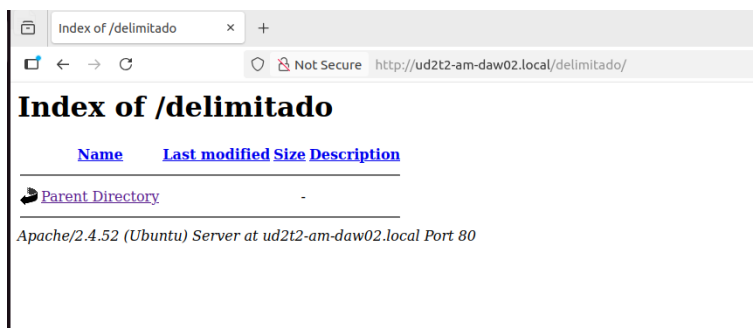 Index of /delimitado
Not Secure http://ud2t2-am-daw02.local/delimitado/
Index of /delimitado
Name Last modified Size Description
Parent Directory -
Apache/2.4.52 (Ubuntu) Server at ud2t2-am-daw02.local Port 80